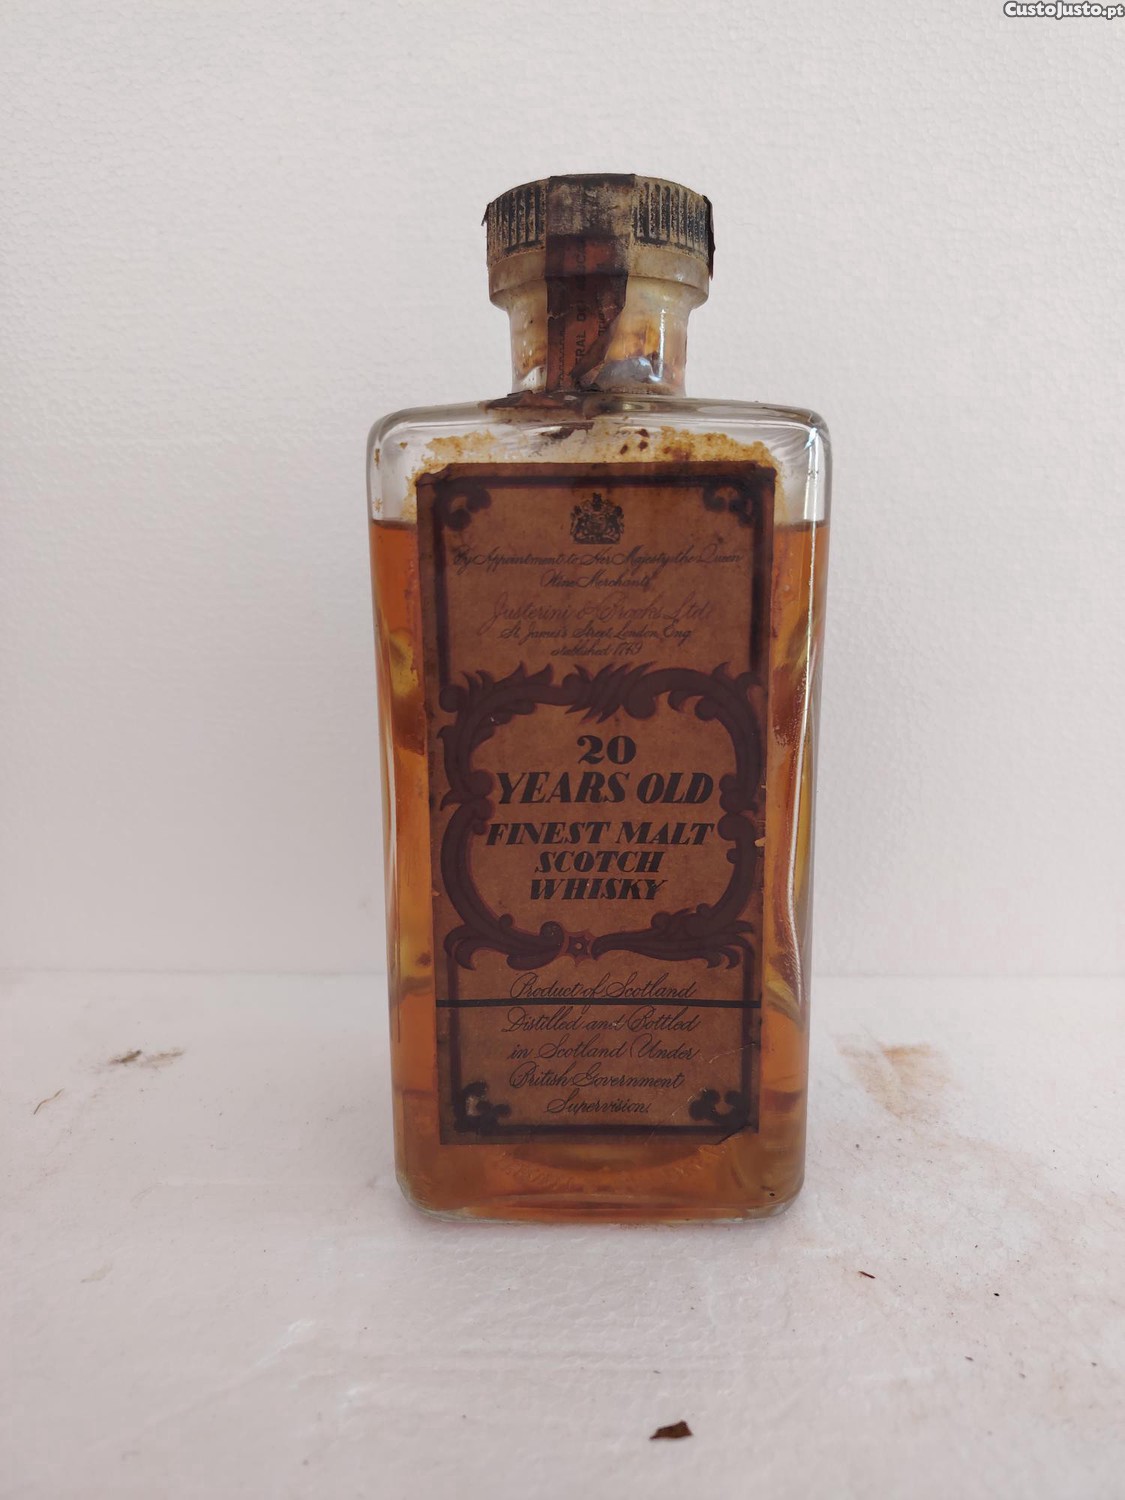 CustoJusto.pt
By Appointment to Her Majesty the Queen
Wine Merchants
Justerini & Brooks Ltd
St. James's Street, London, Eng
established 1749
20
YEARS OLD
FINEST MALT
SCOTCH
WHISKY
Product of Scotland
Distilled and Bottled
in Scotland Under
British Government
Supervision